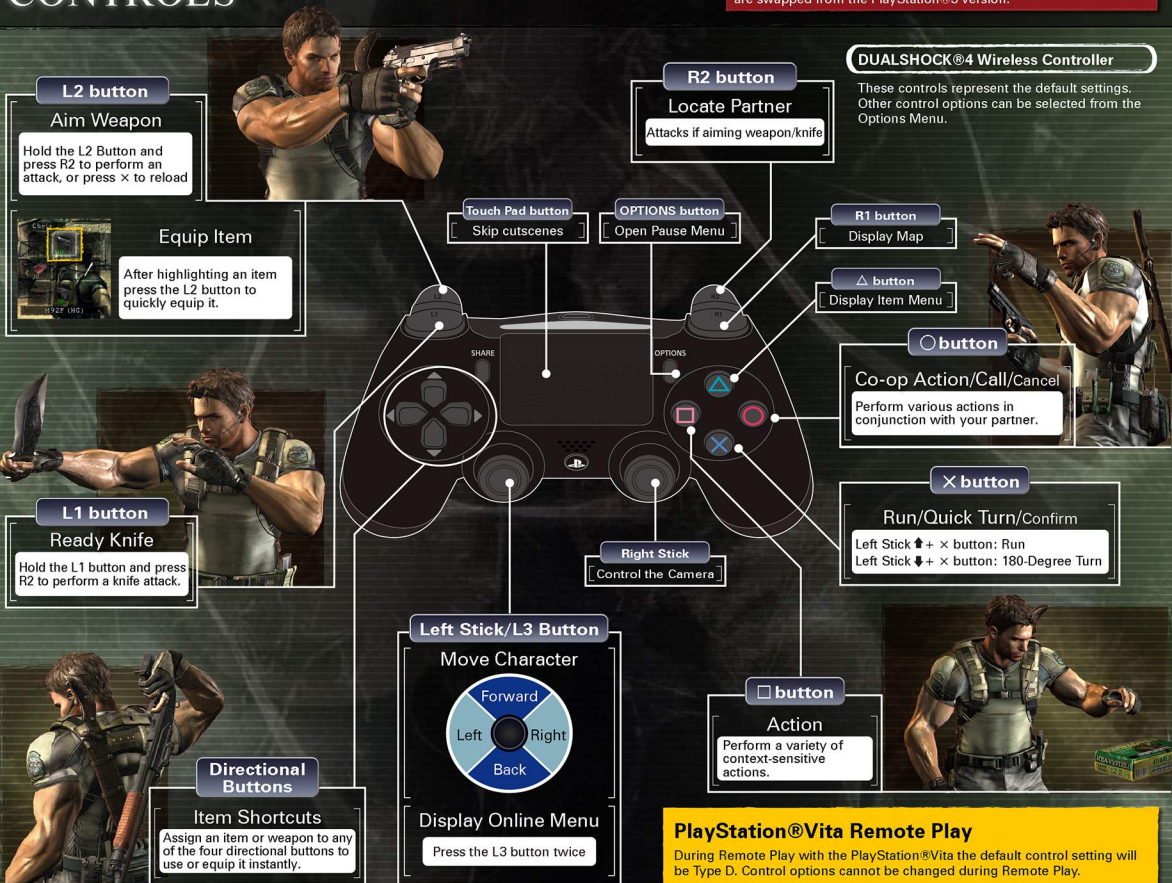 CONTROLS
are swapped from the PlayStation®3 version.
DUALSHOCK®4 Wireless Controller
These controls represent the default settings.
Other control options can be selected from the
Options Menu.
L2 button
Aim Weapon
Hold the L2 Button and
press R2 to perform an
attack, or press × to reload
Equip Item
After highlighting an item
press the L2 button to
quickly equip it.
M92F (HG)
R2 button
Locate Partner
Attacks if aiming weapon/knife
Touch Pad button
Skip cutscenes
OPTIONS button
Open Pause Menu
R1 button
Display Map
△ button
Display Item Menu
○ button
Co-op Action/Call/Cancel
Perform various actions in
conjunction with your partner.
L2
L1
R2
R1
SHARE
OPTIONS
L1 button
Ready Knife
Hold the L1 button and press
R2 to perform a knife attack.
× button
Run/Quick Turn/Confirm
Left Stick ⬆ + × button: Run
Left Stick ⬇ + × button: 180-Degree Turn
Right Stick
Control the Camera
Left Stick/L3 Button
Move Character
Forward
Left
Right
Back
Display Online Menu
Press the L3 button twice
□ button
Action
Perform a variety of
context-sensitive
actions.
Directional
Buttons
Item Shortcuts
Assign an item or weapon to any
of the four directional buttons to
use or equip it instantly.
PlayStation®Vita Remote Play
During Remote Play with the PlayStation®Vita the default control setting will
be Type D. Control options cannot be changed during Remote Play.